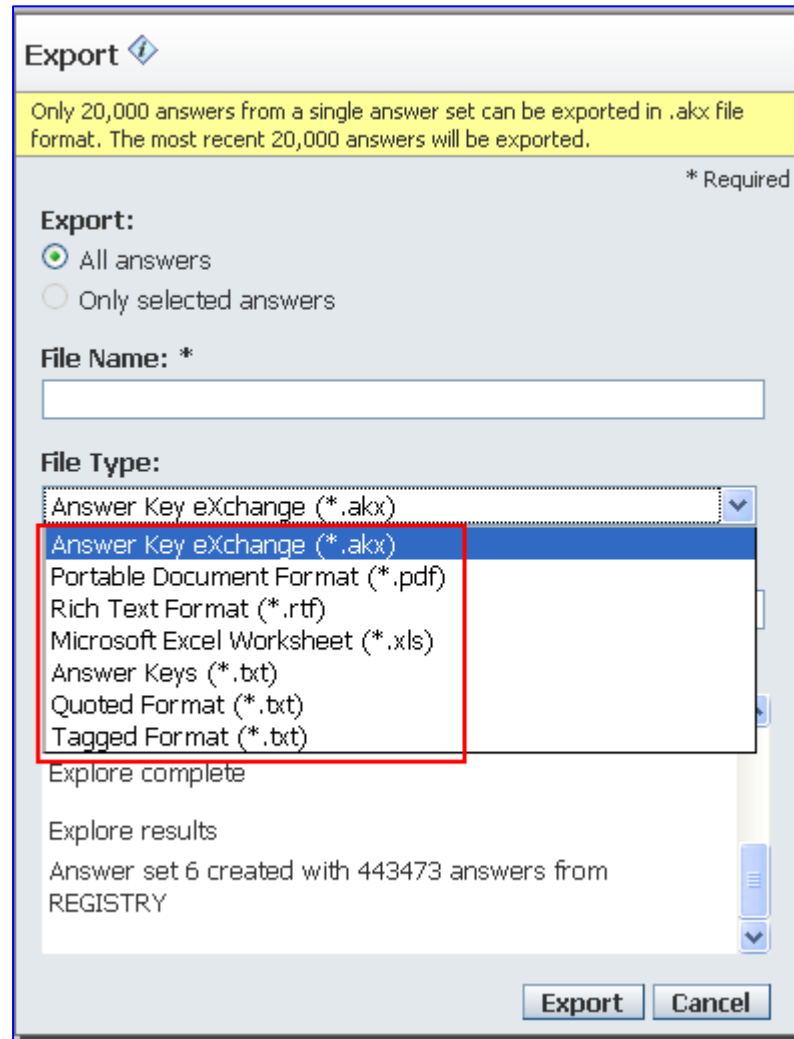 Export
Only 20,000 answers from a single answer set can be exported in .akx file
format. The most recent 20,000 answers will be exported.
* Required
Export:
All answers
Only selected answers
File Name: *
File Type:
Answer Key eXchange (*.akx)
Answer Key eXchange (*.akx)
Portable Document Format (*.pdf)
Rich Text Format (*.rtf)
Microsoft Excel Worksheet (*.xls)
Answer Keys (*.txt)
Quoted Format (*.txt)
Tagged Format (*.txt)
Explore complete
Explore results
Answer set 6 created with 443473 answers from
REGISTRY
Export Cancel